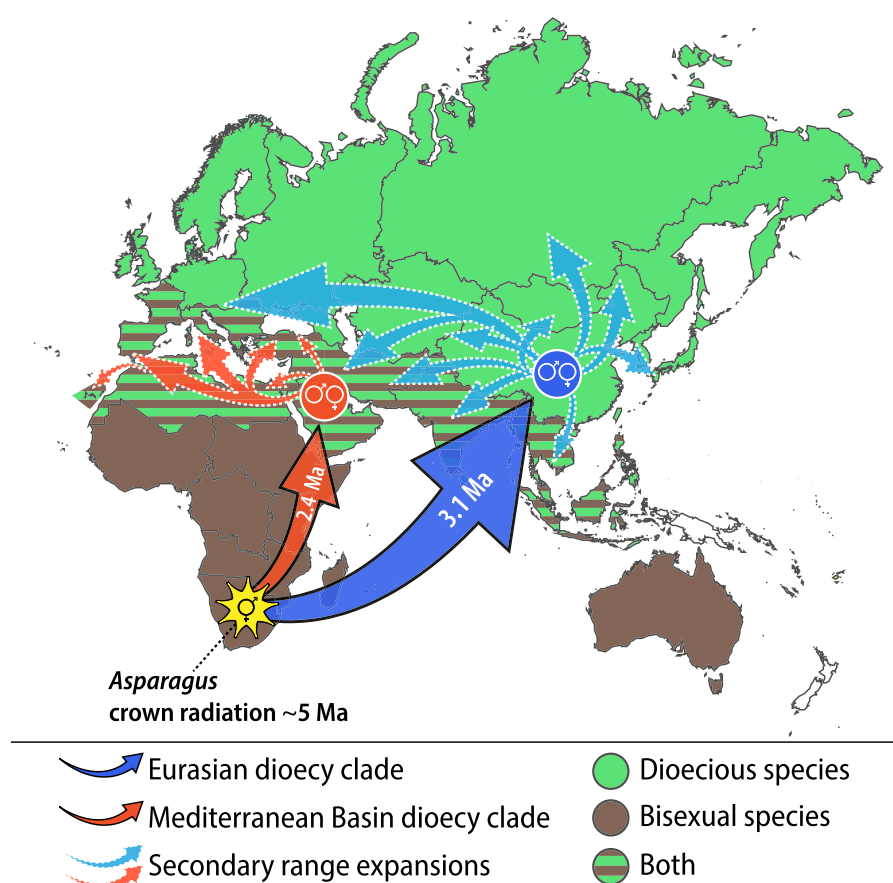 2.4 Ma
3.1 Ma
Asparagus
crown radiation ~5 Ma
Eurasian dioecy clade
Mediterranean Basin dioecy clade
Secondary range expansions
Dioecious species
Bisexual species
Both